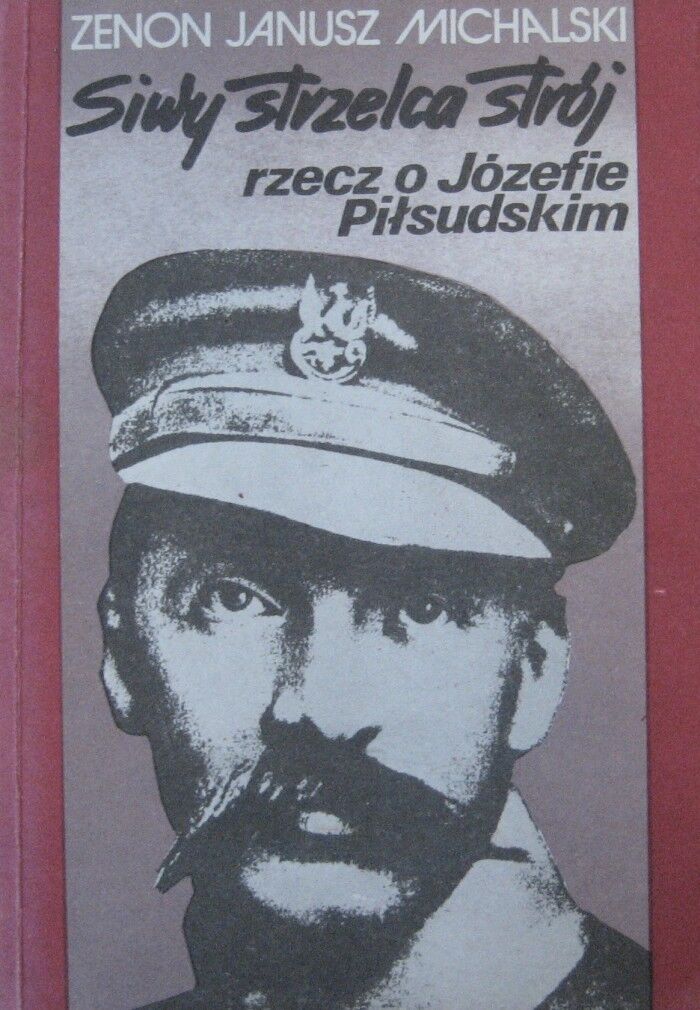 ZENON JANUSZ MICHALSKI
Siwy strzelca strój
rzecz o Józefie
Piłsudskim